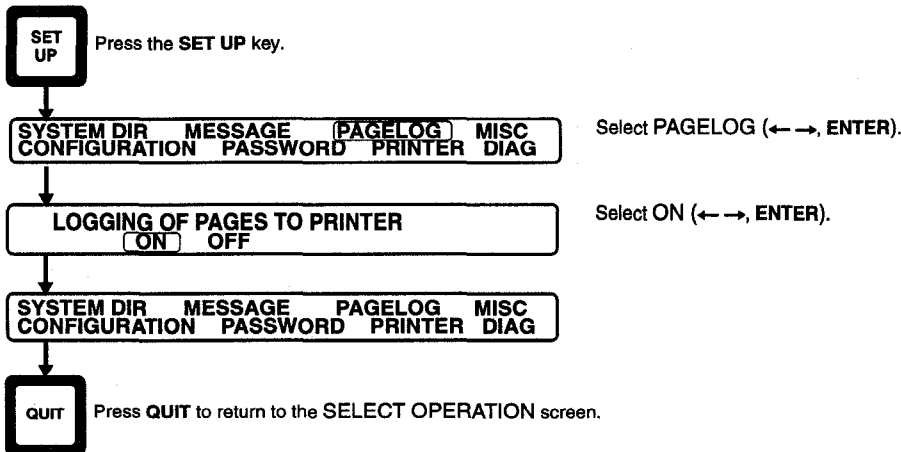 SET
UP
Press the SET UP key.
SYSTEM DIR MESSAGE PAGELOG MISC
CONFIGURATION PASSWORD PRINTER DIAG
Select PAGELOG (← →, ENTER).
LOGGING OF PAGES TO PRINTER
ON OFF
Select ON (← →, ENTER).
SYSTEM DIR MESSAGE PAGELOG MISC
CONFIGURATION PASSWORD PRINTER DIAG
QUIT
Press QUIT to return to the SELECT OPERATION screen.